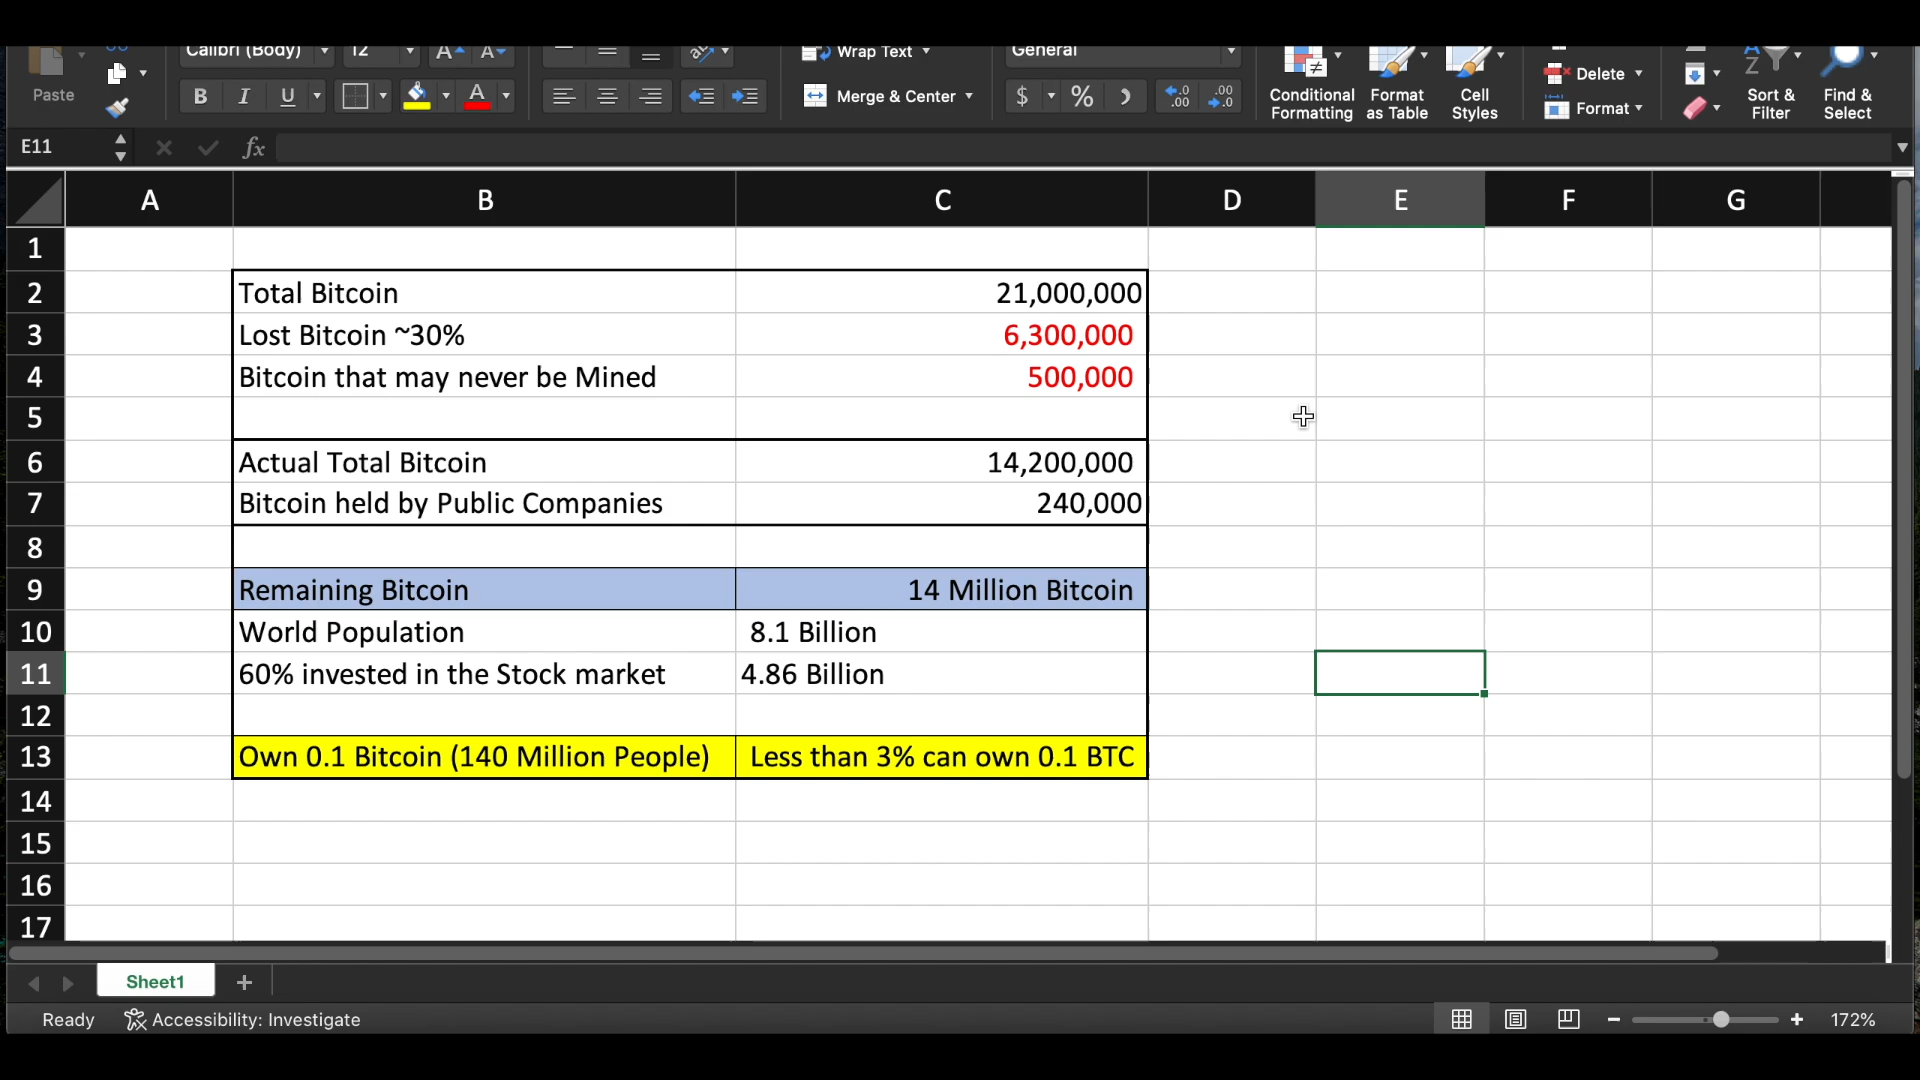 Calibri (Body) 12 Wrap Text General
Paste B I U A Merge & Center $ % Conditional Formatting Format as Table Cell Styles Delete Format Sort & Filter Find & Select
E11 fx
A B C D E F G
1
2 Total Bitcoin 21,000,000
3 Lost Bitcoin ~30% 6,300,000
4 Bitcoin that may never be Mined 500,000
5
6 Actual Total Bitcoin 14,200,000
7 Bitcoin held by Public Companies 240,000
8
9 Remaining Bitcoin 14 Million Bitcoin
10 World Population 8.1 Billion
11 60% invested in the Stock market 4.86 Billion
12
13 Own 0.1 Bitcoin (140 Million People) Less than 3% can own 0.1 BTC
14
15
16
17
Sheet1 +
Ready Accessibility: Investigate 172%